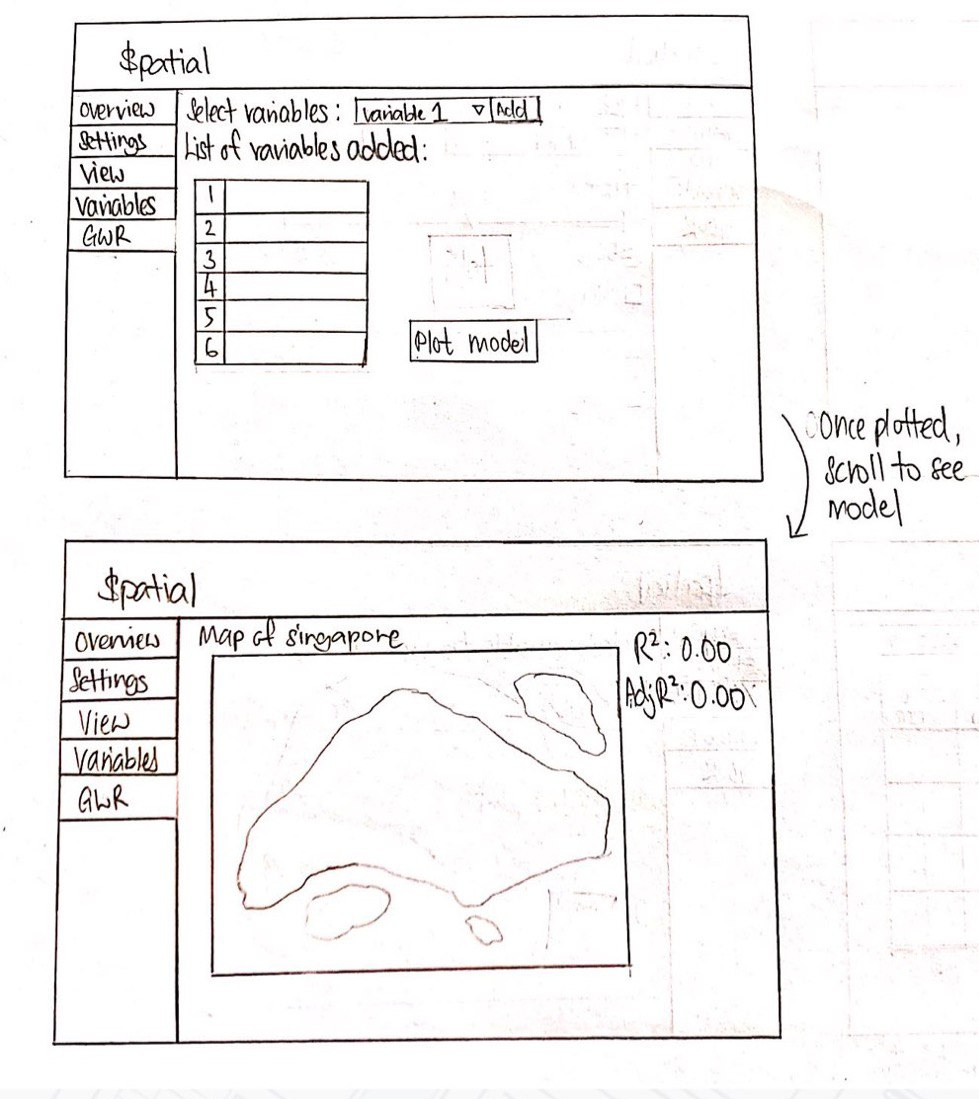 $patial
Overview
Settings
View
Variables
GWR
Select variables: Variable 1 ▽ Add
List of variables added:
1
2
3
4
5
6
Plot model
Once plotted,
scroll to see
model
$patial
Overview
Settings
View
Variables
GWR
Map of Singapore
R²: 0.00
Adj R²: 0.00